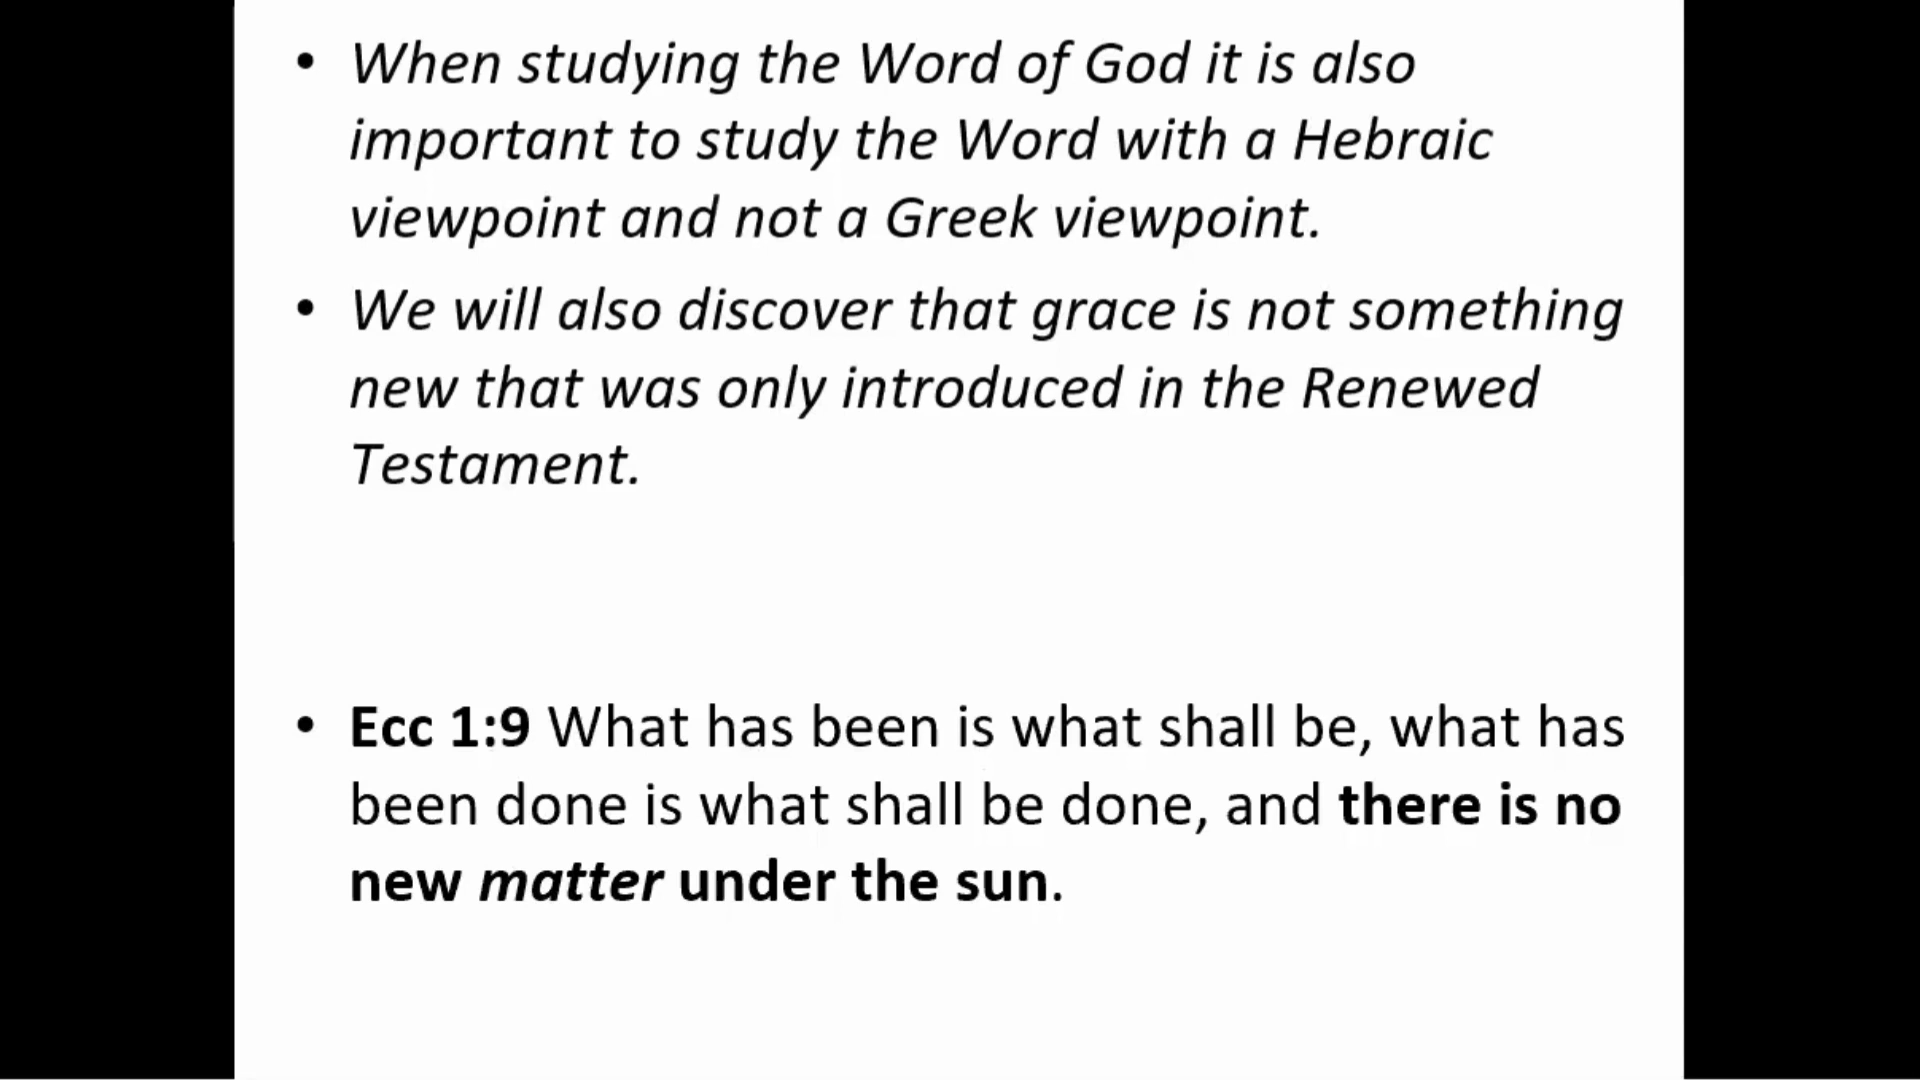 • When studying the Word of God it is also
important to study the Word with a Hebraic
viewpoint and not a Greek viewpoint.
• We will also discover that grace is not something
new that was only introduced in the Renewed
Testament.
• Ecc 1:9 What has been is what shall be, what has
been done is what shall be done, and there is no
new matter under the sun.